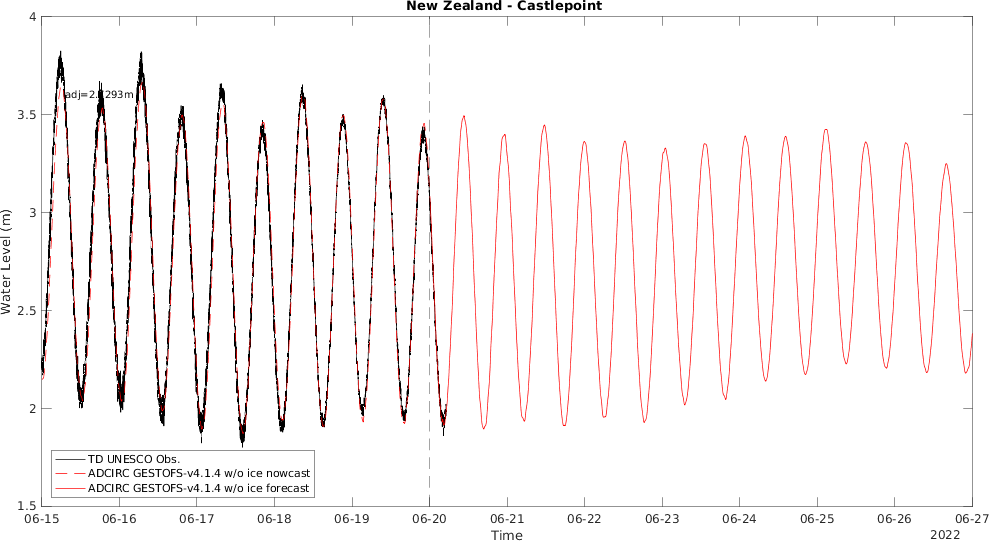 New Zealand - Castlepoint
4
3.5
3
2.5
2
1.5
Water Level (m)
TD UNESCO Obs.
ADCIRC GESTOFS-v4.1.4 w/o ice nowcast
ADCIRC GESTOFS-v4.1.4 w/o ice forecast
06-15 06-16 06-17 06-18 06-19 06-20 06-21 06-22 06-23 06-24 06-25 06-26 06-27
Time
2022